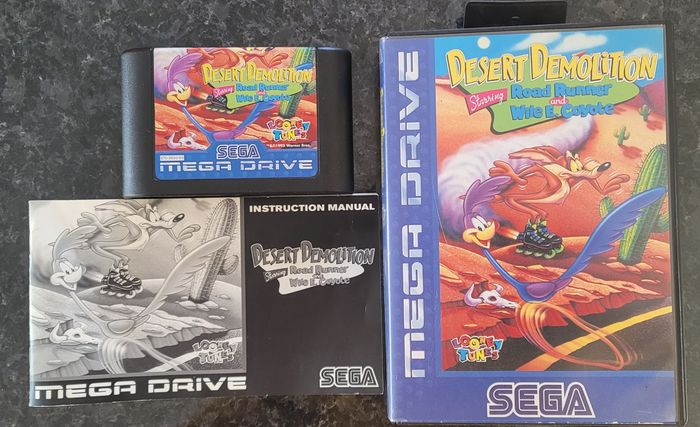 DESERT DEMOLITION
Starring
Road Runner
and
Wile E. Coyote
LOONEY
TUNES
SEGA
MEGA DRIVE
INSTRUCTION MANUAL
DESERT DEMOLITION
Starring
Road Runner
and
Wile E. Coyote
LOONEY
TUNES
MEGA DRIVE
SEGA
MEGA DRIVE
DESERT DEMOLITION
Starring
Road Runner
and
Wile E. Coyote
LOONEY
TUNES
SEGA